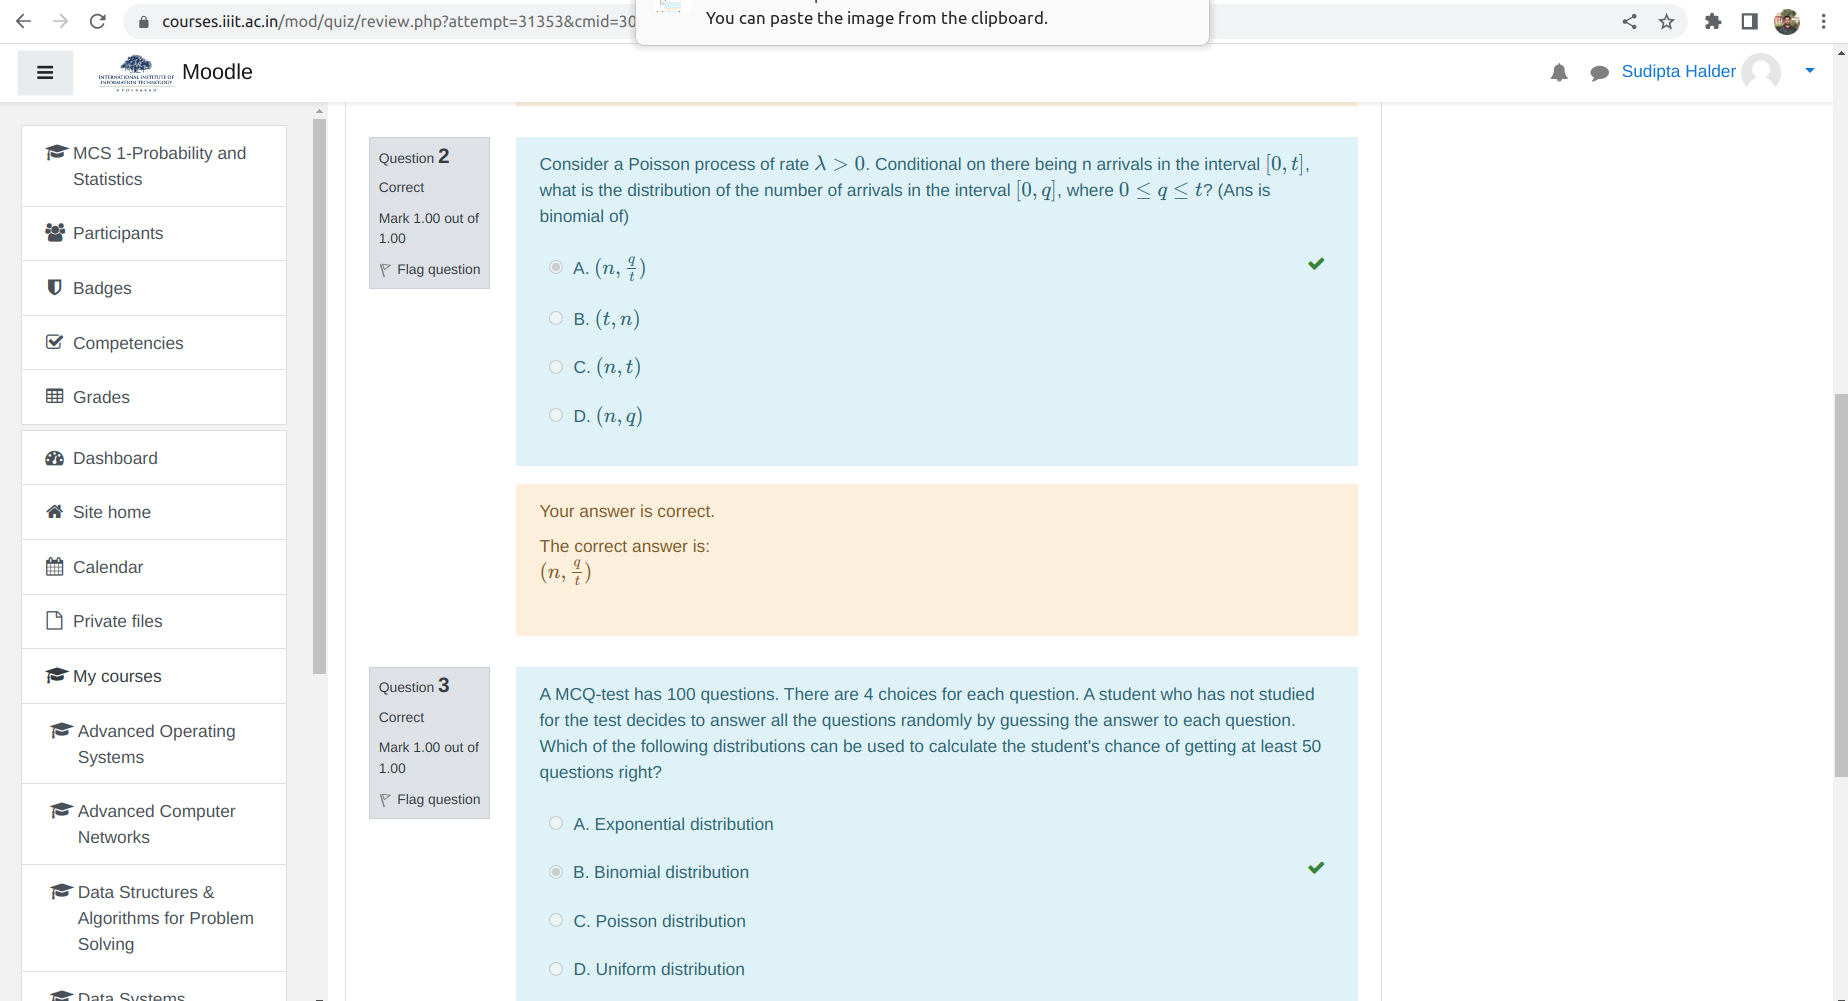 You can paste the image from the clipboard.
courses.iiit.ac.in/mod/quiz/review.php?attempt=31353&cmid=30
INTERNATIONAL INSTITUTE OF
INFORMATION TECHNOLOGY
HYDERABAD
Moodle
Sudipta Halder
MCS 1-Probability and
Statistics
Participants
Badges
Competencies
Grades
Dashboard
Site home
Calendar
Private files
My courses
Advanced Operating
Systems
Advanced Computer
Networks
Data Structures &
Algorithms for Problem
Solving
Data Systems
Question 2
Correct
Mark 1.00 out of
1.00
Flag question
Consider a Poisson process of rate λ > 0. Conditional on there being n arrivals in the interval [0, t],
what is the distribution of the number of arrivals in the interval [0, q], where 0 ≤ q ≤ t? (Ans is
binomial of)
A. (n, q/t)
B. (t, n)
C. (n, t)
D. (n, q)
Your answer is correct.
The correct answer is:
(n, q/t)
Question 3
Correct
Mark 1.00 out of
1.00
Flag question
A MCQ-test has 100 questions. There are 4 choices for each question. A student who has not studied
for the test decides to answer all the questions randomly by guessing the answer to each question.
Which of the following distributions can be used to calculate the student's chance of getting at least 50
questions right?
A. Exponential distribution
B. Binomial distribution
C. Poisson distribution
D. Uniform distribution